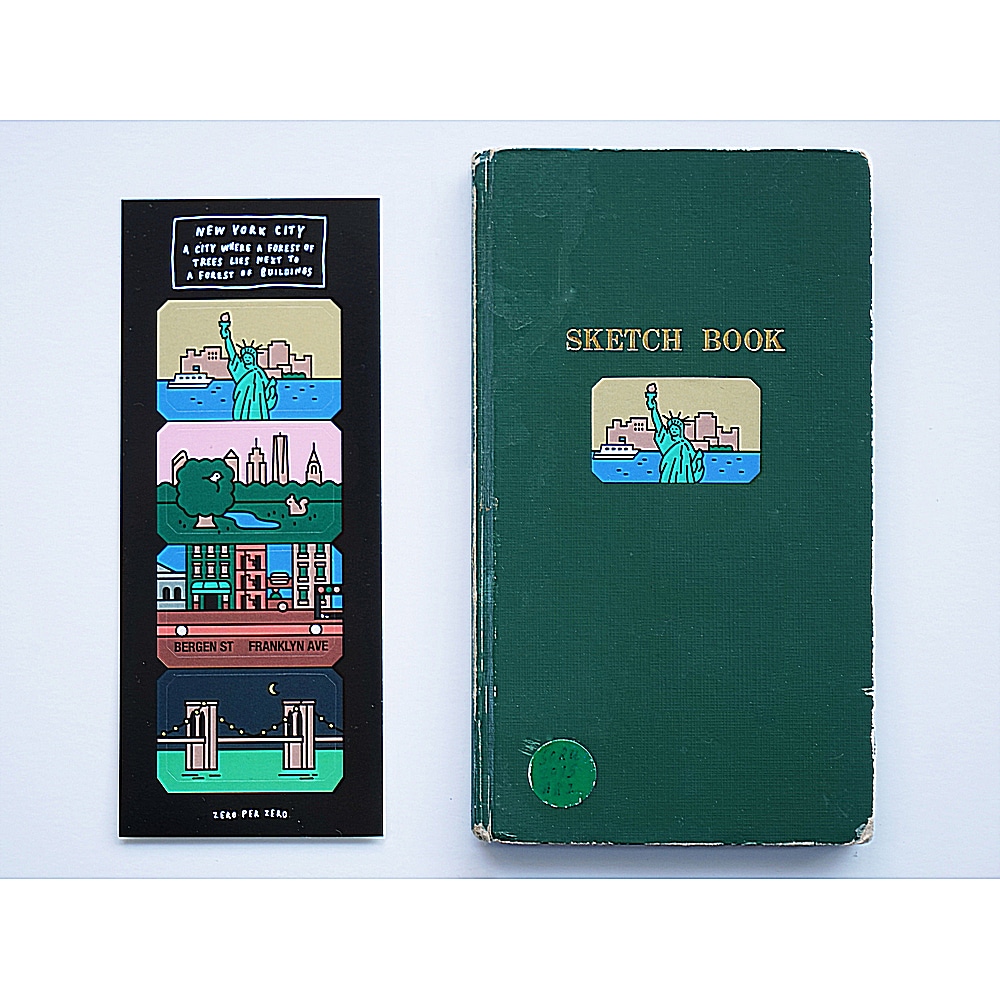 NEW YORK CITY
A CITY WHERE A FOREST OF
TREES LIES NEXT TO
A FOREST OF BUILDINGS
BERGEN ST FRANKLYN AVE
ZERO PER ZERO
SKETCH BOOK